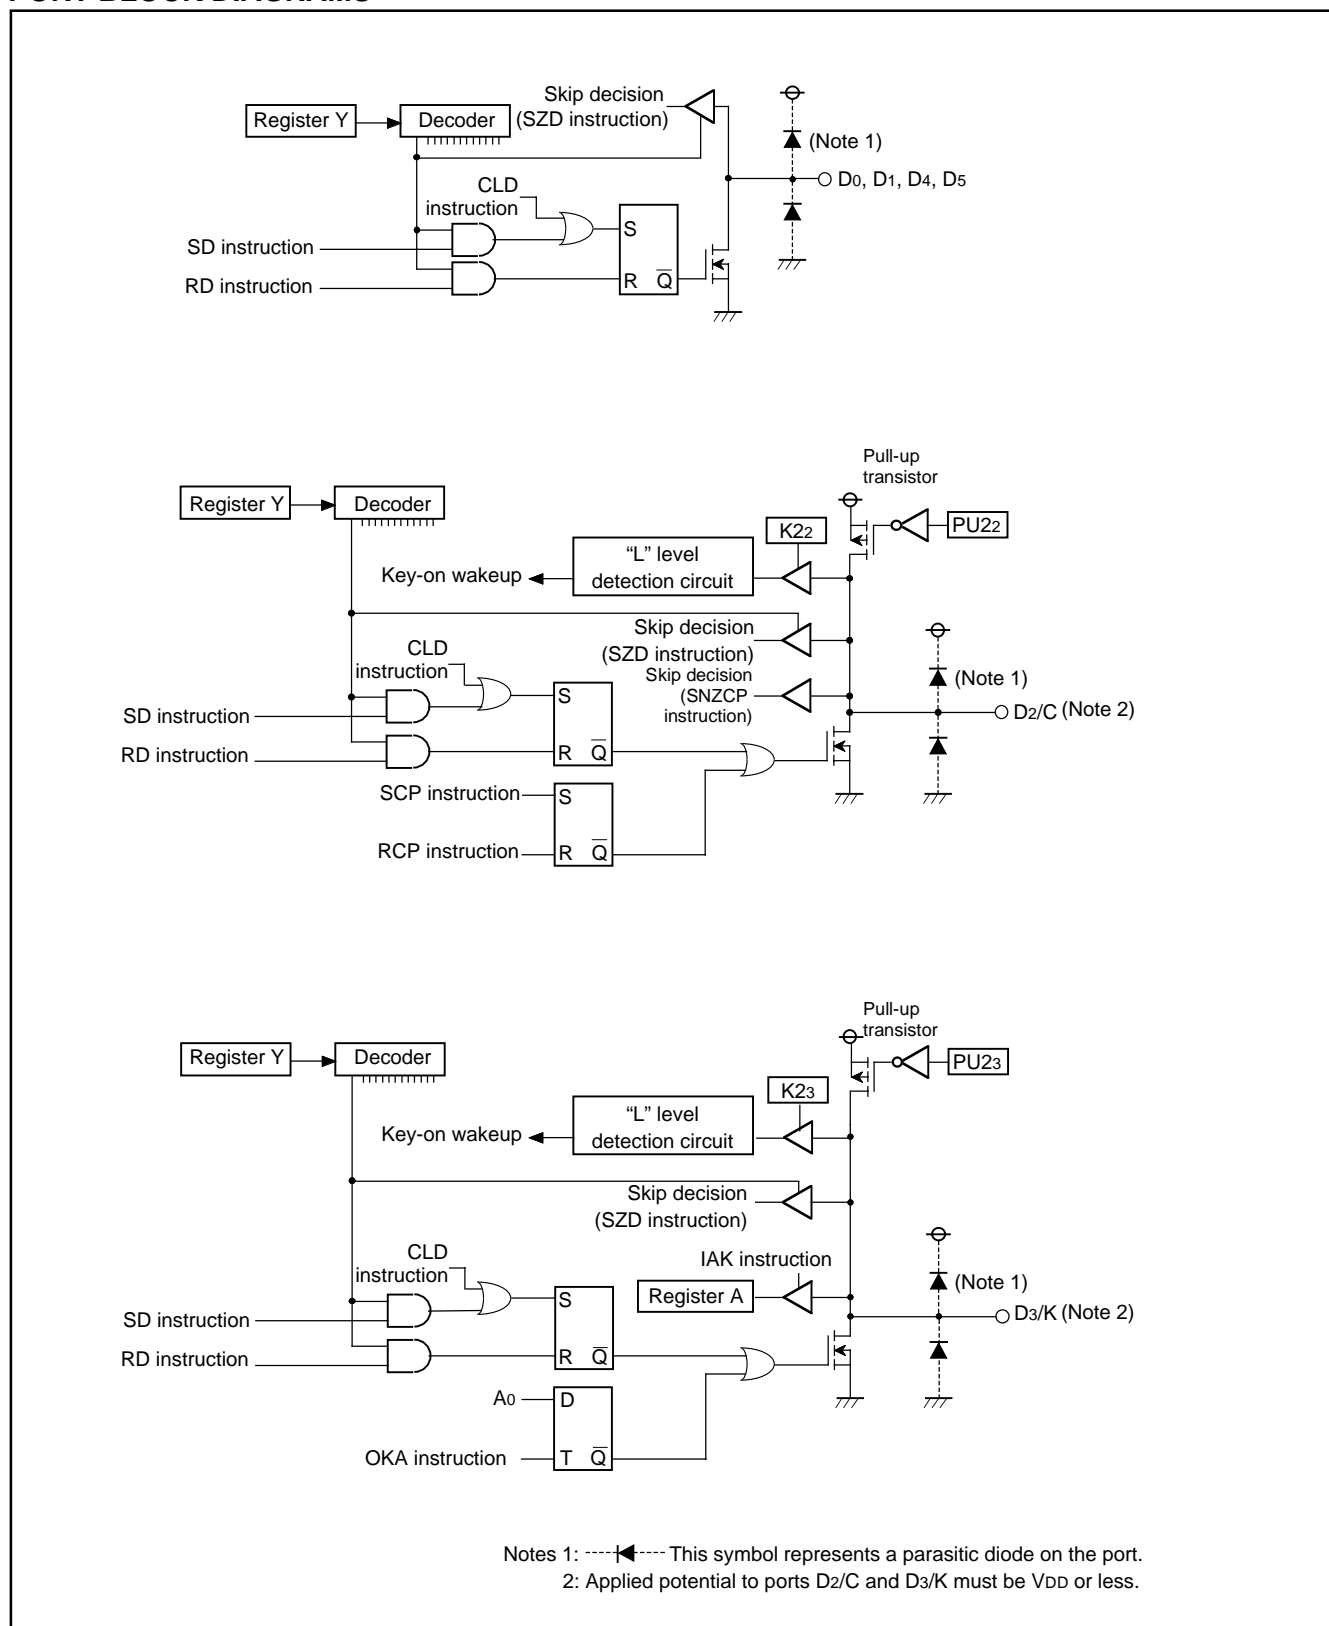 Skip decision
(SZD instruction)
Register Y
Decoder
(Note 1)
D0, D1, D4, D5
CLD
instruction
S
SD instruction
RD instruction
R Q
Pull-up
transistor
Register Y
Decoder
K22
PU22
"L" level
detection circuit
Key-on wakeup
Skip decision
(SZD instruction)
CLD
instruction
Skip decision
(SNZCP
instruction)
(Note 1)
S
SD instruction
D2/C (Note 2)
RD instruction
R Q
SCP instruction
S
RCP instruction
R Q
Pull-up
transistor
Register Y
Decoder
PU23
K23
"L" level
detection circuit
Key-on wakeup
Skip decision
(SZD instruction)
CLD
instruction
IAK instruction
(Note 1)
Register A
S
SD instruction
D3/K (Note 2)
RD instruction
R Q
A0
D
OKA instruction
T Q
Notes 1: This symbol represents a parasitic diode on the port.
2: Applied potential to ports D2/C and D3/K must be VDD or less.